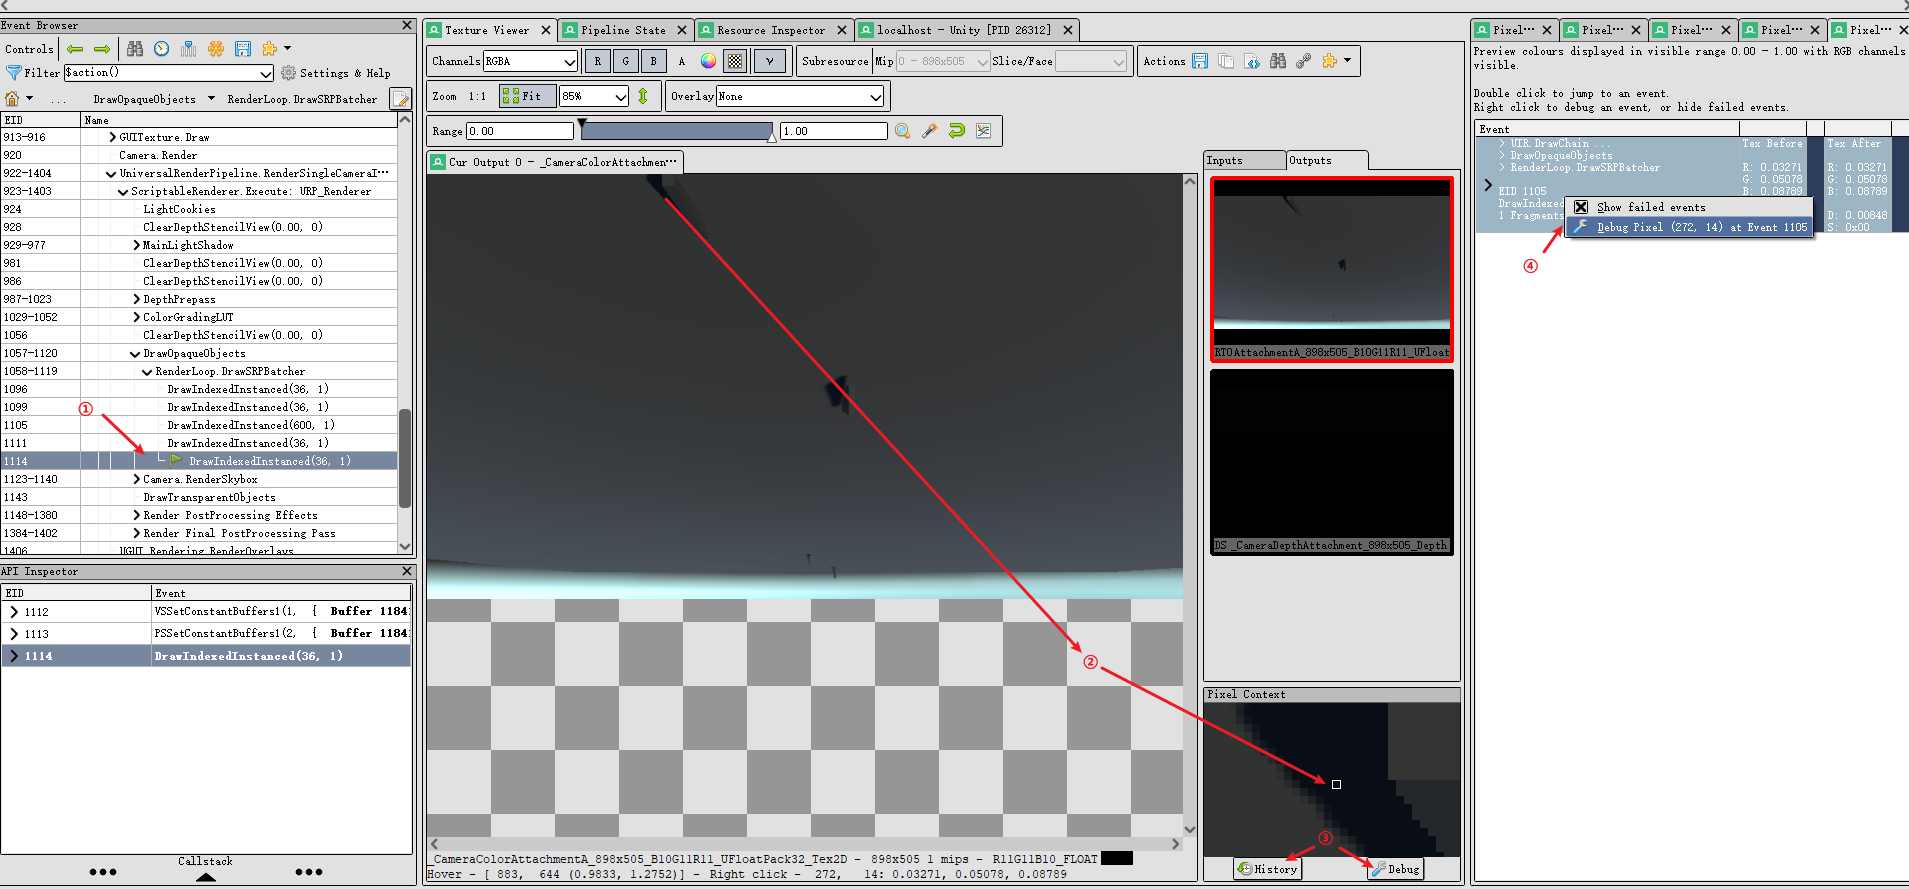 Event Browser
Controls
Filter $action() Settings & Help
... DrawOpaqueObjects RenderLoop.DrawSRPBatcher
EID Name
913-916 GUITexture.Draw
920 Camera.Render
922-1404 UniversalRenderPipeline.RenderSingleCameraI...
923-1403 ScriptableRenderer.Execute: URP_Renderer
924 LightCookies
928 ClearDepthStencilView(0.00, 0)
929-977 MainLightShadow
981 ClearDepthStencilView(0.00, 0)
986 ClearDepthStencilView(0.00, 0)
987-1023 DepthPrepass
1029-1052 ColorGradingLUT
1056 ClearDepthStencilView(0.00, 0)
1057-1120 DrawOpaqueObjects
1058-1119 RenderLoop.DrawSRPBatcher
1096 DrawIndexedInstanced(36, 1)
1099 DrawIndexedInstanced(36, 1)
1105 DrawIndexedInstanced(600, 1)
1111 DrawIndexedInstanced(36, 1)
1114 DrawIndexedInstanced(36, 1)
1123-1140 Camera.RenderSkybox
1143 DrawTransparentObjects
1148-1380 Render PostProcessing Effects
1384-1402 Render Final PostProcessing Pass
1406 UGUI.Rendering.RenderOverlays
①
API Inspector
EID Event
1112 VSSetConstantBuffers1(1, { Buffer 1184
1113 PSSetConstantBuffers1(2, { Buffer 1184
1114 DrawIndexedInstanced(36, 1)
Callstack
Texture Viewer Pipeline State Resource Inspector localhost - Unity [PID 26312]
Channels RGBA R G B A γ Subresource Mip 0 - 898x505 Slice/Face Actions
Zoom 1:1 Fit 85% Overlay None
Range 0.00 1.00
Cur Output 0 - _CameraColorAttachmen...
②
_CameraColorAttachmentA_898x505_B10G11R11_UFloatPack32_Tex2D - 898x505 1 mips - R11G11B10_FLOAT
Hover - [ 883, 644 (0.9833, 1.2752)] - Right click - 272, 14: 0.03271, 0.05078, 0.08789
Inputs Outputs
RT0AttachmentA_898x505_B10G11R11_UFloat
DS _CameraDepthAttachment_898x505_Depth
Pixel Context
③
History Debug
Pixel... Pixel... Pixel... Pixel... Pixel...
Preview colours displayed in visible range 0.00 - 1.00 with RGB channels
visible.
Double click to jump to an event.
Right click to debug an event, or hide failed events.
Event Tex Before Tex After
> UIR.DrawChain ...
> DrawOpaqueObjects
> RenderLoop.DrawSRPBatcher R: 0.03271 R: 0.03271
G: 0.05078 G: 0.05078
EID 1105 B: 0.08789 B: 0.08789
DrawIndexed
1 Fragments D: 0.00848
S: 0x00
Show failed events
Debug Pixel (272, 14) at Event 1105
④